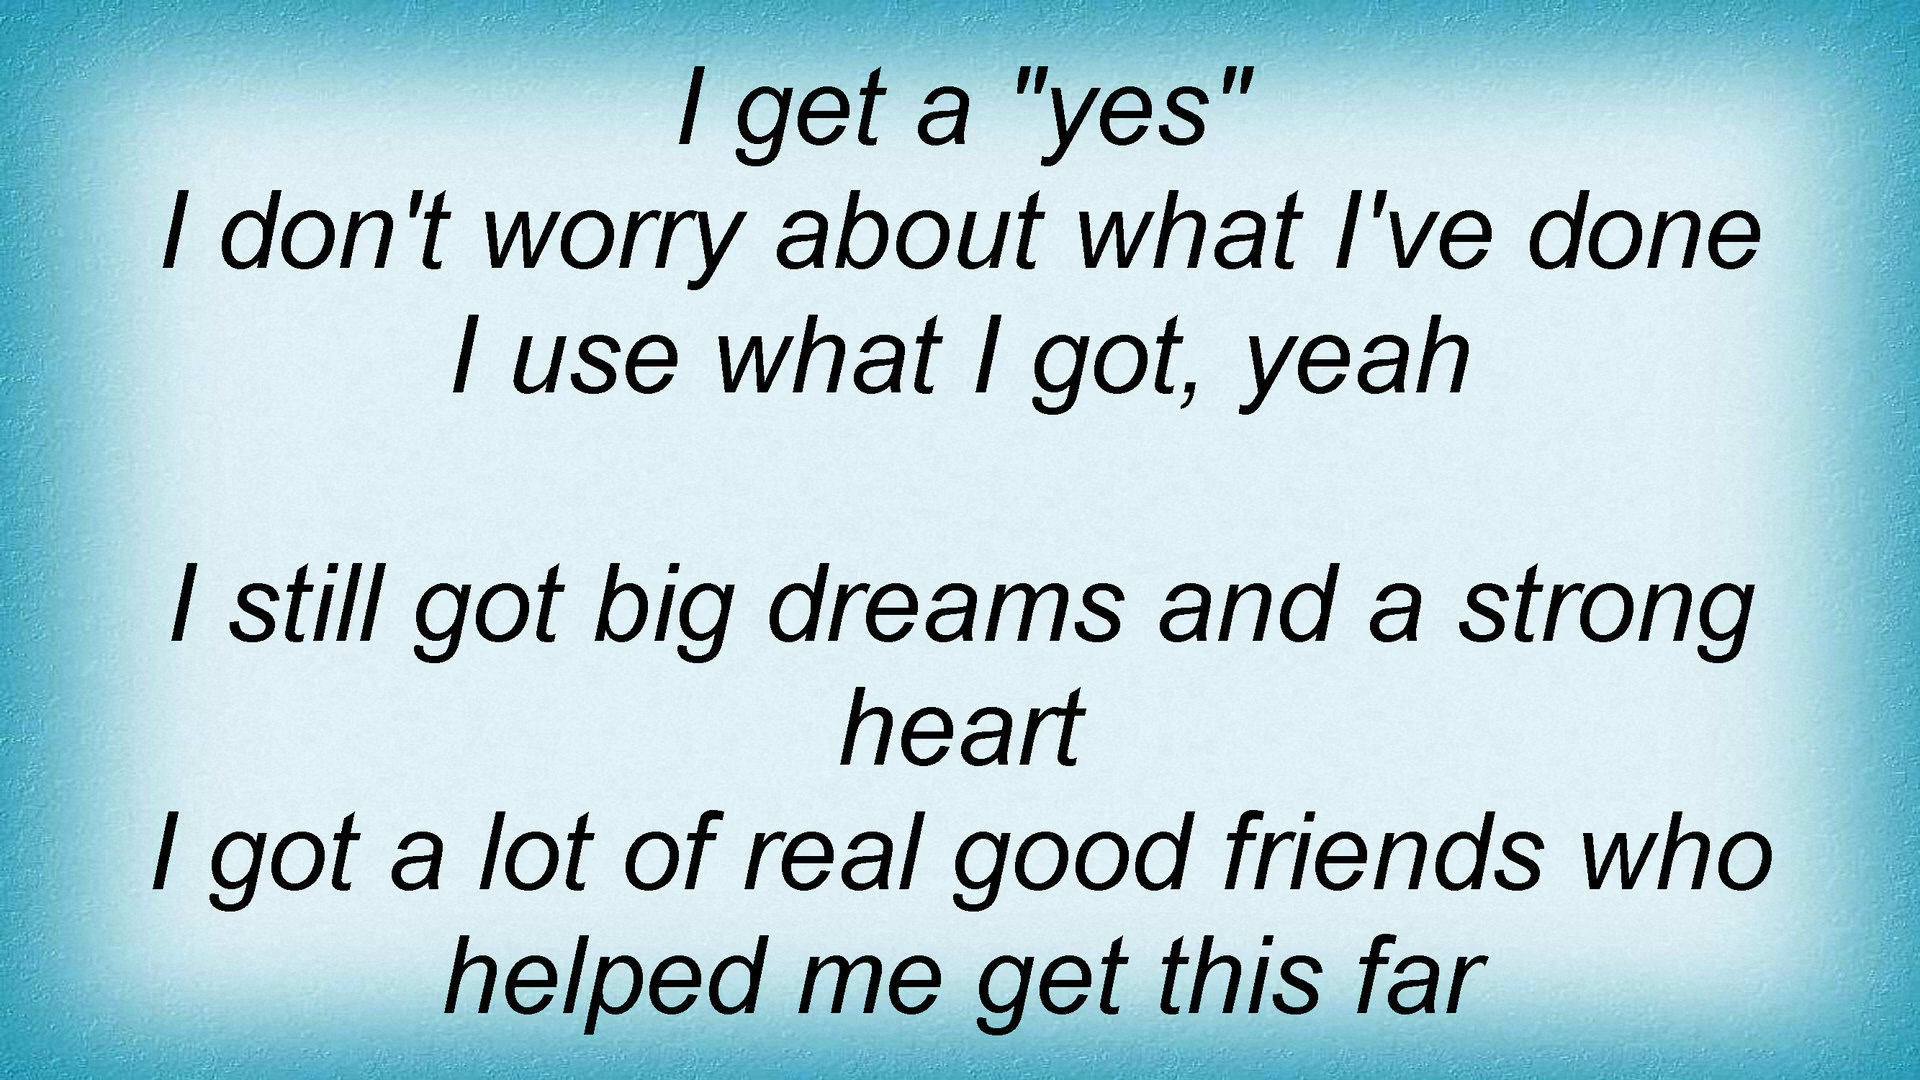 I get a "yes"
I don't worry about what I've done
I use what I got, yeah
I still got big dreams and a strong
heart
I got a lot of real good friends who
helped me get this far